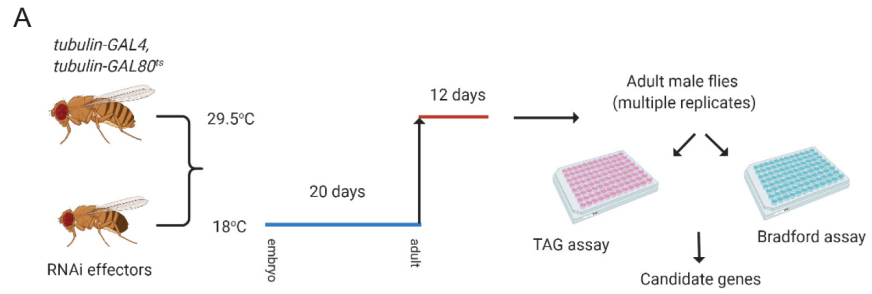 A
tubulin-GAL4,
tubulin-GAL80ts
RNAi effectors
29.5°C
18°C
20 days
12 days
embryo
adult
Adult male flies
(multiple replicates)
TAG assay
Bradford assay
Candidate genes